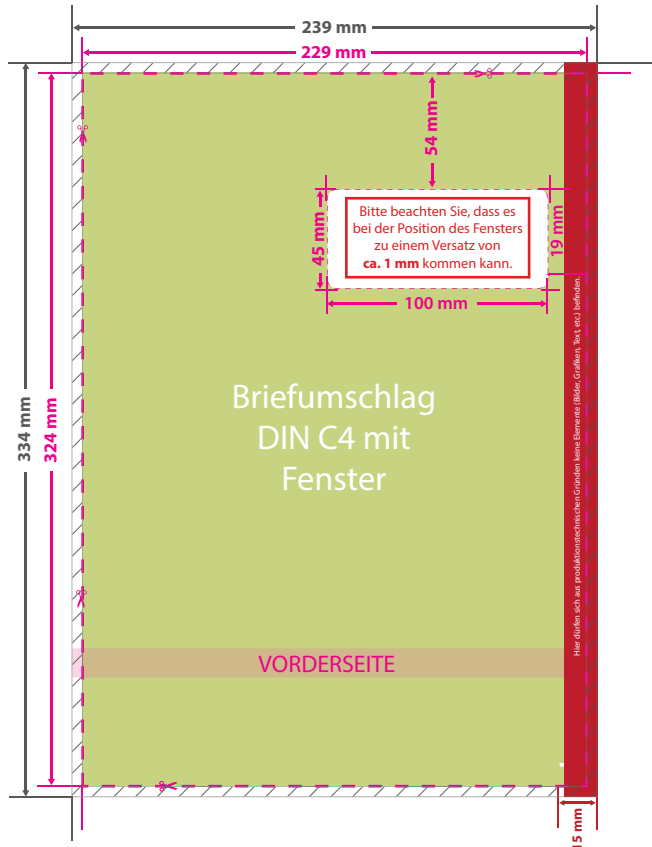 239 mm
229 mm
54 mm
Bitte beachten Sie, dass es
bei der Position des Fensters
zu einem Versatz von
ca. 1 mm kommen kann.
45 mm
19 mm
100 mm
Briefumschlag
DIN C4 mit
Fenster
334 mm
324 mm
Hier dürfen sich aus produktionstechnischen Gründen keine Elemente (Bilder, Grafiken, Text, etc.) befinden.
VORDERSEITE
15 mm